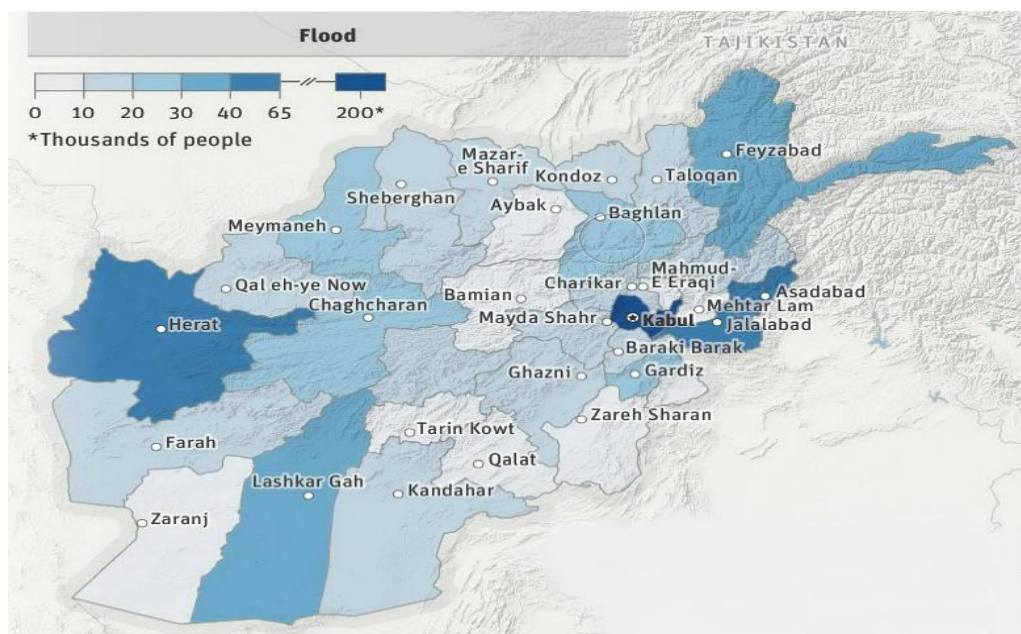 Flood
TAJIKISTAN
0 10 20 30 40 65 200*
*Thousands of people
Feyzabad
Mazar-
e Sharif
Kondoz
Taloqan
Sheberghan
Aybak
Baghlan
Meymaneh
Mahmud-
E'Eraqi
Charikar
Qal eh-ye Now
Chaghcharan
Bamian
Asadabad
Mehtar Lam
Herat
Mayda Shahr
Kabul
Jalalabad
Baraki Barak
Ghazni
Gardiz
Zareh Sharan
Tarin Kowt
Farah
Qalat
Lashkar Gah
Kandahar
Zaranj